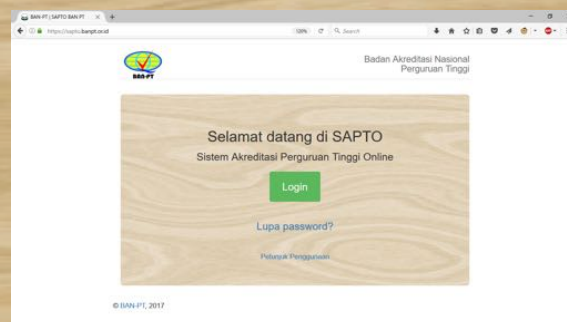 BAN-PT | SAPTO BAN PT
https://sapto.banpt.or.id
120%
Search
BAN-PT
Badan Akreditasi Nasional
Perguruan Tinggi
Selamat datang di SAPTO
Sistem Akreditasi Perguruan Tinggi Online
Login
Lupa password?
Petunjuk Penggunaan
© BAN-PT, 2017